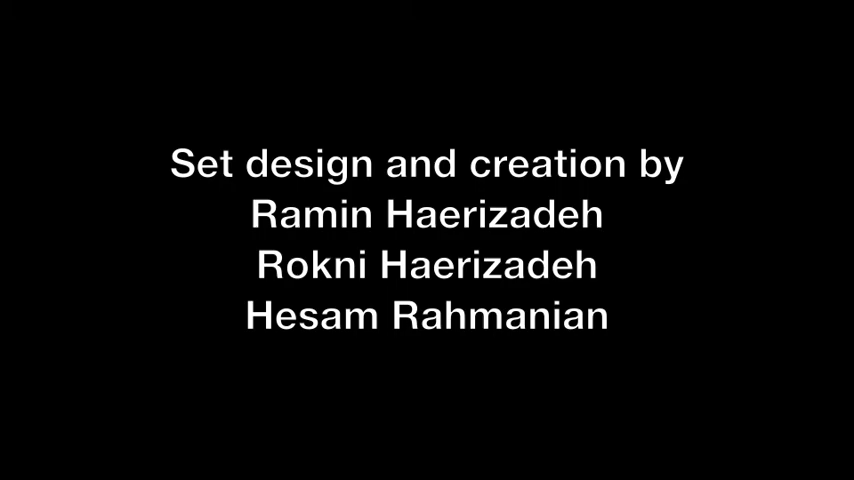 Set design and creation by
Ramin Haerizadeh
Rokni Haerizadeh
Hesam Rahmanian